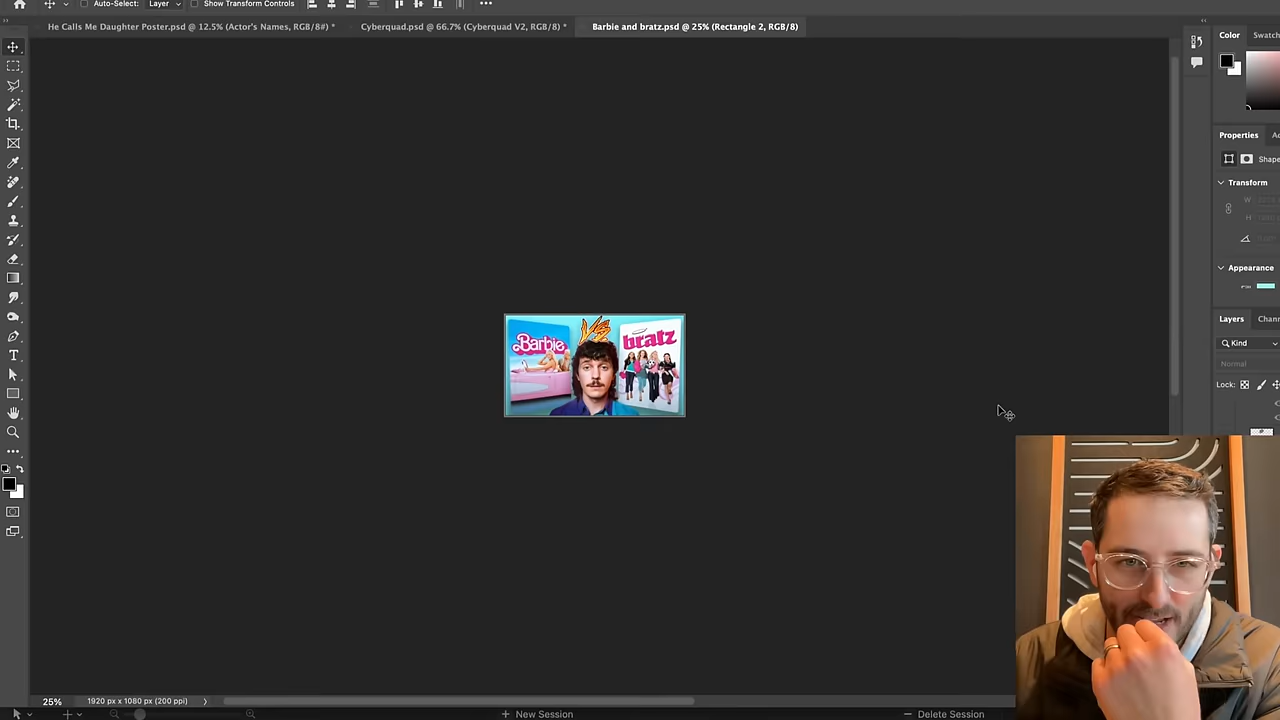 Auto-Select: Layer Show Transform Controls
He Calls Me Daughter Poster.psd @ 12.5% (Actor's Names, RGB/8#) *
Cyberquad.psd @ 66.7% (Cyberquad V2, RGB/8) *
Barbie and bratz.psd @ 25% (Rectangle 2, RGB/8)
Color Swatch
Properties
Shape
Transform
W
H
Appearance
Layers Chann
Kind
Normal
Lock:
Barbie
VS
bratz
25% 1920 px x 1080 px (200 ppi)
New Session
Delete Session